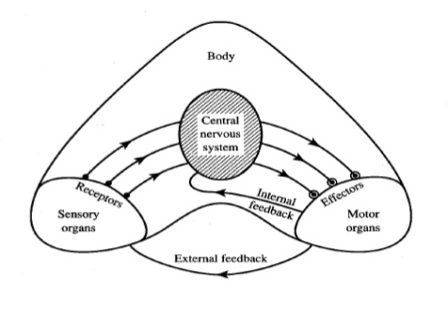 Body
Central
nervous
system
Receptors
Effectors
Internal
feedback
Sensory
organs
Motor
organs
External feedback